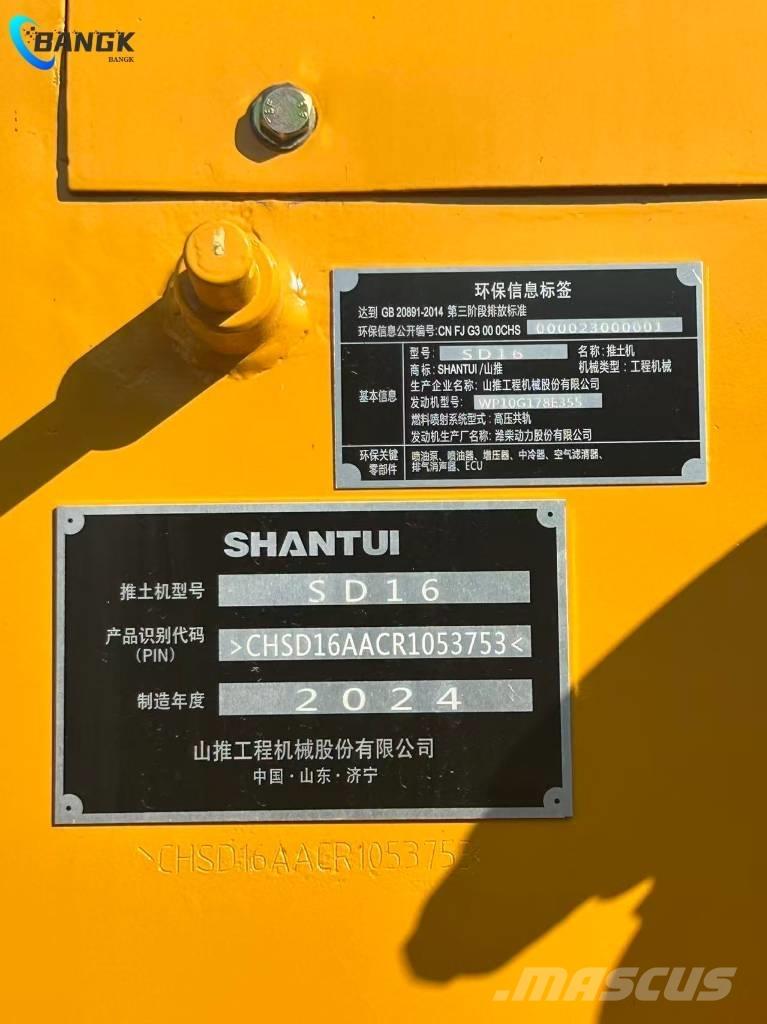 BANGK
BANGK
环保信息标签
达到 GB 20891-2014 第三阶段排放标准
环保信息公开编号: CN FJ G3 00 0CHS 000023000001
型号: SD16 名称: 推土机
商标: SHANTUI/山推 机械类型: 工程机械
生产企业名称: 山推工程机械股份有限公司
基本信息 发动机型号: WP10G178E355
燃料喷射系统型式: 高压共轨
发动机生产厂名称: 潍柴动力股份有限公司
环保关键零部件 喷油泵、喷油器、增压器、中冷器、空气滤清器、
排气消声器、ECU
SHANTUI
推土机型号 SD16
产品识别代码
(PIN) >CHSD16AACR1053753<
制造年度 2024
山推工程机械股份有限公司
中国·山东·济宁
>CHSD16AACR1053753<
MASCUS